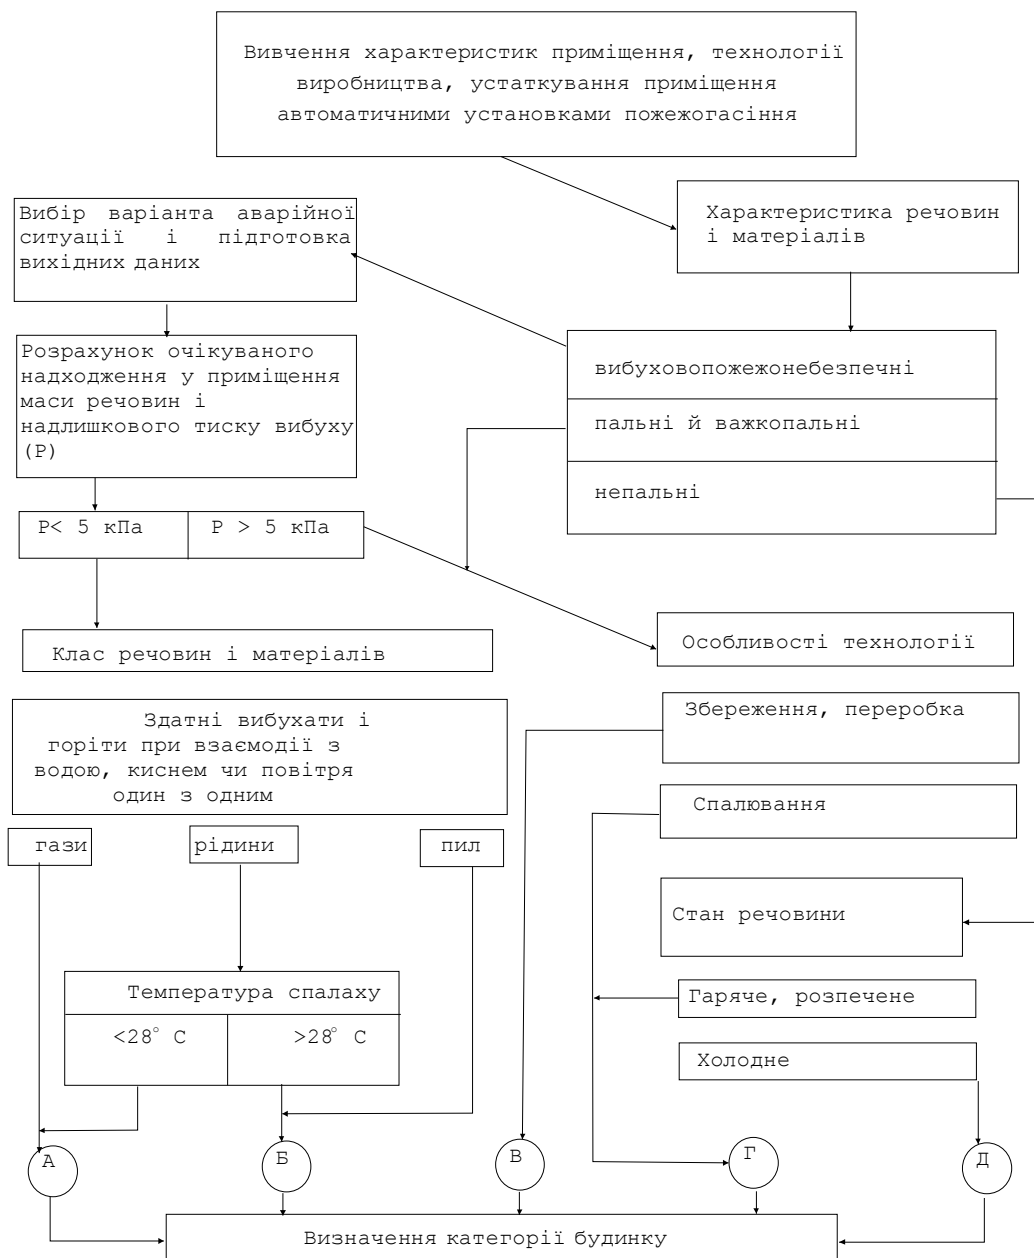 Вивчення характеристик приміщення, технології
виробництва, устаткування приміщення
автоматичними установками пожежогасіння
Вибір варіанта аварійної
ситуації і підготовка
вихідних даних
Характеристика речовин
і матеріалів
Розрахунок очікуваного
надходження у приміщення
маси речовин і
надлишкового тиску вибуху
(Р)
вибуховопожежонебезпечні
пальні й важкопальні
непальні
Р< 5 кПа
Р > 5 кПа
Клас речовин і матеріалів
Особливості технології
Здатні вибухати і
горіти при взаємодії з
водою, киснем чи повітря
один з одним
Збереження, переробка
Спалювання
гази
рідини
пил
Стан речовини
Температура спалаху
<28° С
>28° С
Гаряче, розпечене
Холодне
А
Б
В
Г
Д
Визначення категорії будинку